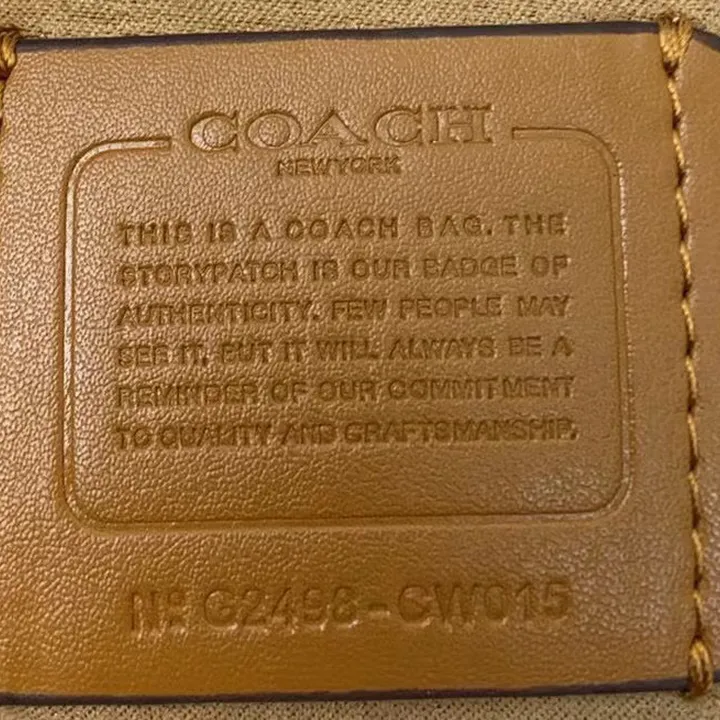 COACH
NEW YORK
THIS IS A COACH BAG. THE
STORYPATCH IS OUR BADGE OF
AUTHENTICITY. FEW PEOPLE MAY
SEE IT, BUT IT WILL ALWAYS BE A
REMINDER OF OUR COMMITMENT
TO QUALITY AND CRAFTSMANSHIP.
Nº C2498-CW015